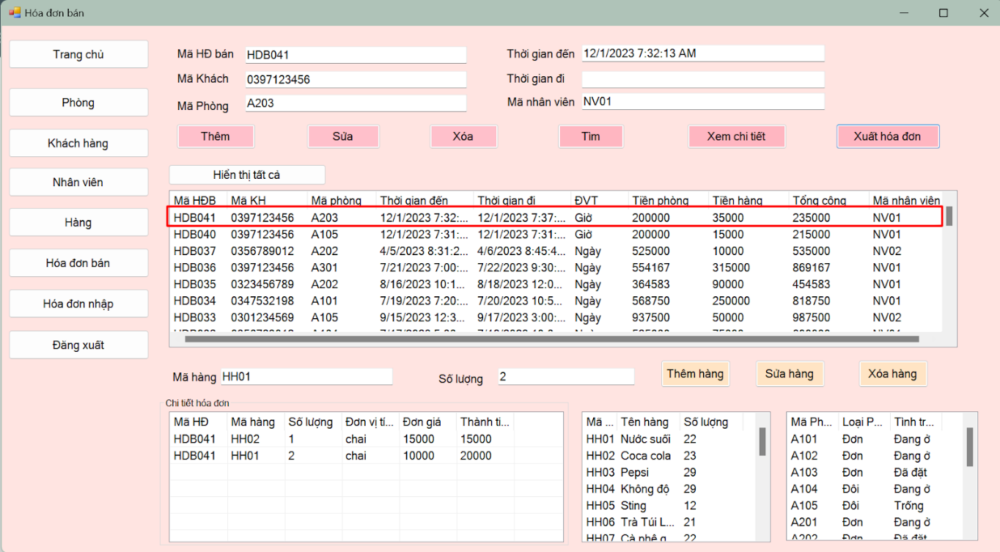 Hóa đơn bán
Trang chủ
Phòng
Khách hàng
Nhân viên
Hàng
Hóa đơn bán
Hóa đơn nhập
Đăng xuất
Mã HĐ bán HDB041 Thời gian đến 12/1/2023 7:32:13 AM
Mã Khách 0397123456 Thời gian đi
Mã Phòng A203 Mã nhân viên NV01
Thêm Sửa Xóa Tìm Xem chi tiết Xuất hóa đơn
Hiển thị tất cả
Mã HĐB Mã KH Mã phòng Thời gian đến Thời gian đi ĐVT Tiền phòng Tiền hàng Tổng cộng Mã nhân viên
HDB041 0397123456 A203 12/1/2023 7:32:... 12/1/2023 7:37:... Giờ 200000 35000 235000 NV01
HDB040 0397123456 A105 12/1/2023 7:31:... 12/1/2023 7:31:... Giờ 200000 15000 215000 NV01
HDB037 0356789012 A202 4/5/2023 8:31:2... 4/6/2023 8:45:4... Ngày 525000 10000 535000 NV02
HDB036 0397123456 A301 7/21/2023 7:00:... 7/22/2023 9:30:... Ngày 554167 315000 869167 NV01
HDB035 0323456789 A202 8/16/2023 10:1... 8/18/2023 12:0... Ngày 364583 90000 454583 NV01
HDB034 0347532198 A101 7/19/2023 7:20:... 7/20/2023 10:5... Ngày 568750 250000 818750 NV01
HDB033 0301234569 A105 9/15/2023 12:3... 9/17/2023 3:00:... Ngày 937500 50000 987500 NV02
Mã hàng HH01 Số lượng 2 Thêm hàng Sửa hàng Xóa hàng
Chi tiết hóa đơn
Mã HĐ Mã hàng Số lượng Đơn vị tí... Đơn giá Thành ti...
HDB041 HH02 1 chai 15000 15000
HDB041 HH01 2 chai 10000 20000
Mã ... Tên hàng Số lượng
HH01 Nước suối 22
HH02 Coca cola 23
HH03 Pepsi 29
HH04 Không độ 29
HH05 Sting 12
HH06 Trà Túi L... 21
HH07 Cà phê 22
Mã Ph... Loại P... Tình tr...
A101 Đơn Đang ở
A102 Đơn Đang ở
A103 Đơn Đã đặt
A104 Đôi Đang ở
A105 Đôi Trống
A201 Đơn Đang ở
A202 Đơn Đã đặt